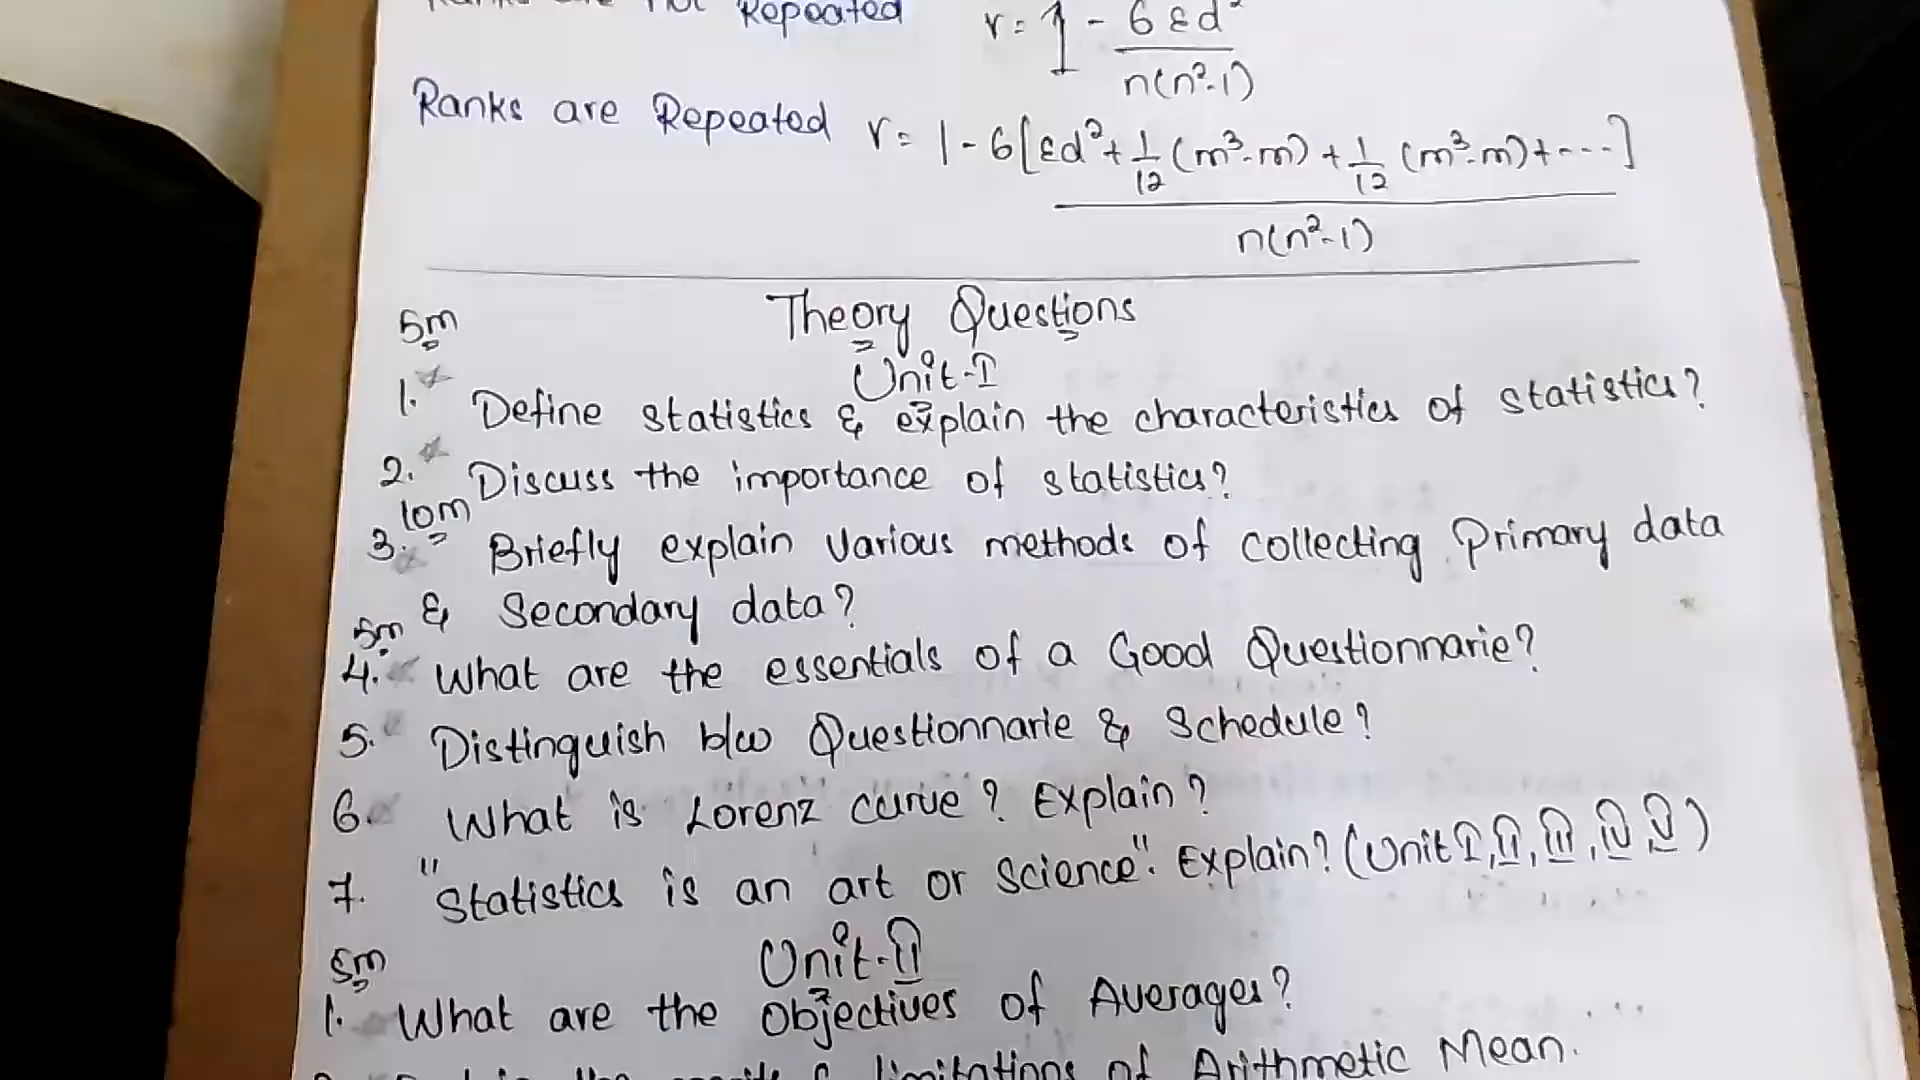 Repeated r = 1 - 6 Σd² / n(n²-1)
Ranks are Repeated r = 1 - 6[Σd² + 1/12 (m³-m) + 1/12 (m³-m) + ---]
n(n²-1)
5m Theory Questions
Unit-I
1. Define statistics & explain the characteristics of statistics?
2. Discuss the importance of statistics?
10m
3. Briefly explain various methods of collecting Primary data
& Secondary data?
5m
4. What are the essentials of a Good Questionnarie?
5. Distinguish b/w Questionnarie & Schedule?
6. What is Lorenz curve? Explain?
7. "Statistics is an art or science". Explain? (Unit I, II, III, IV, V)
Unit-II
5m
1. What are the objectives of Averages?
limitations of Arithmetic Mean.